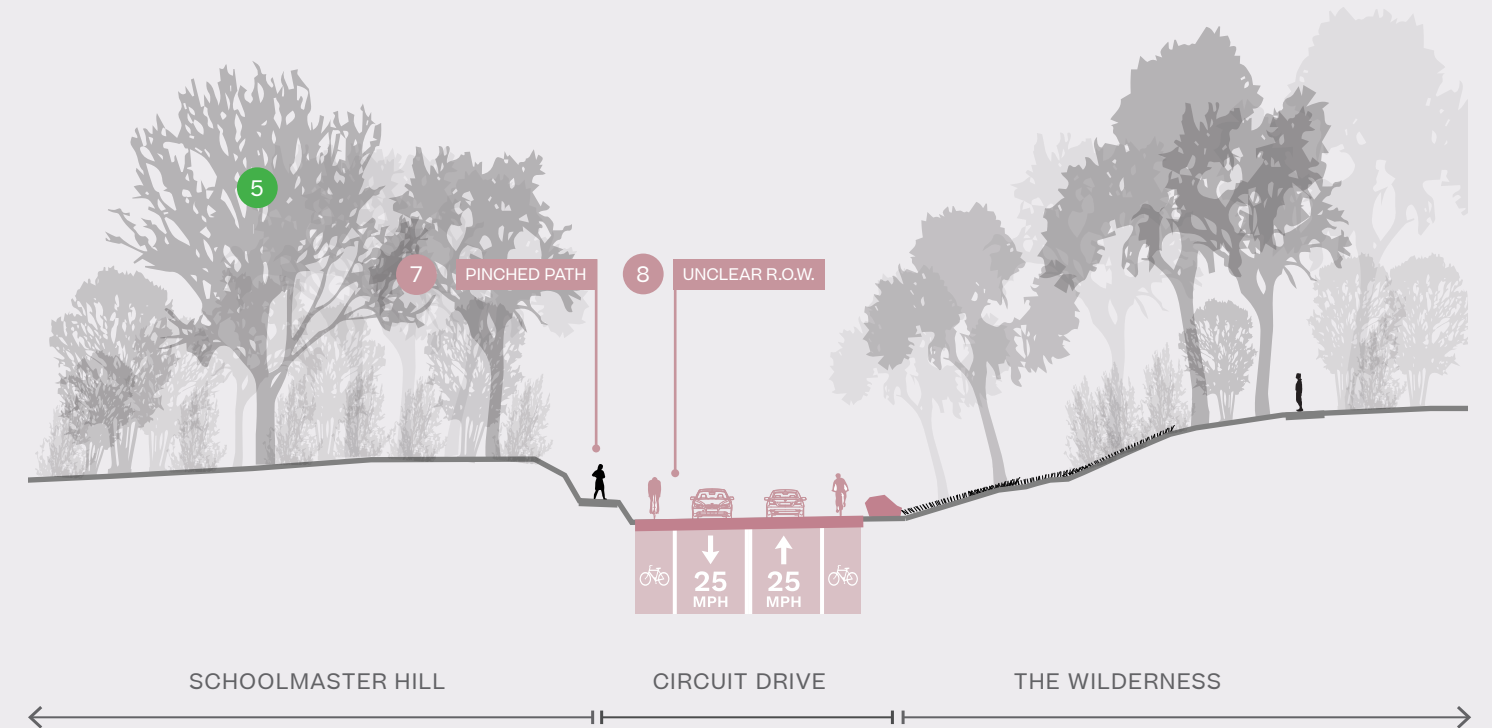 5
7
PINCHED PATH
8
UNCLEAR R.O.W.
25
MPH
25
MPH
SCHOOLMASTER HILL
CIRCUIT DRIVE
THE WILDERNESS